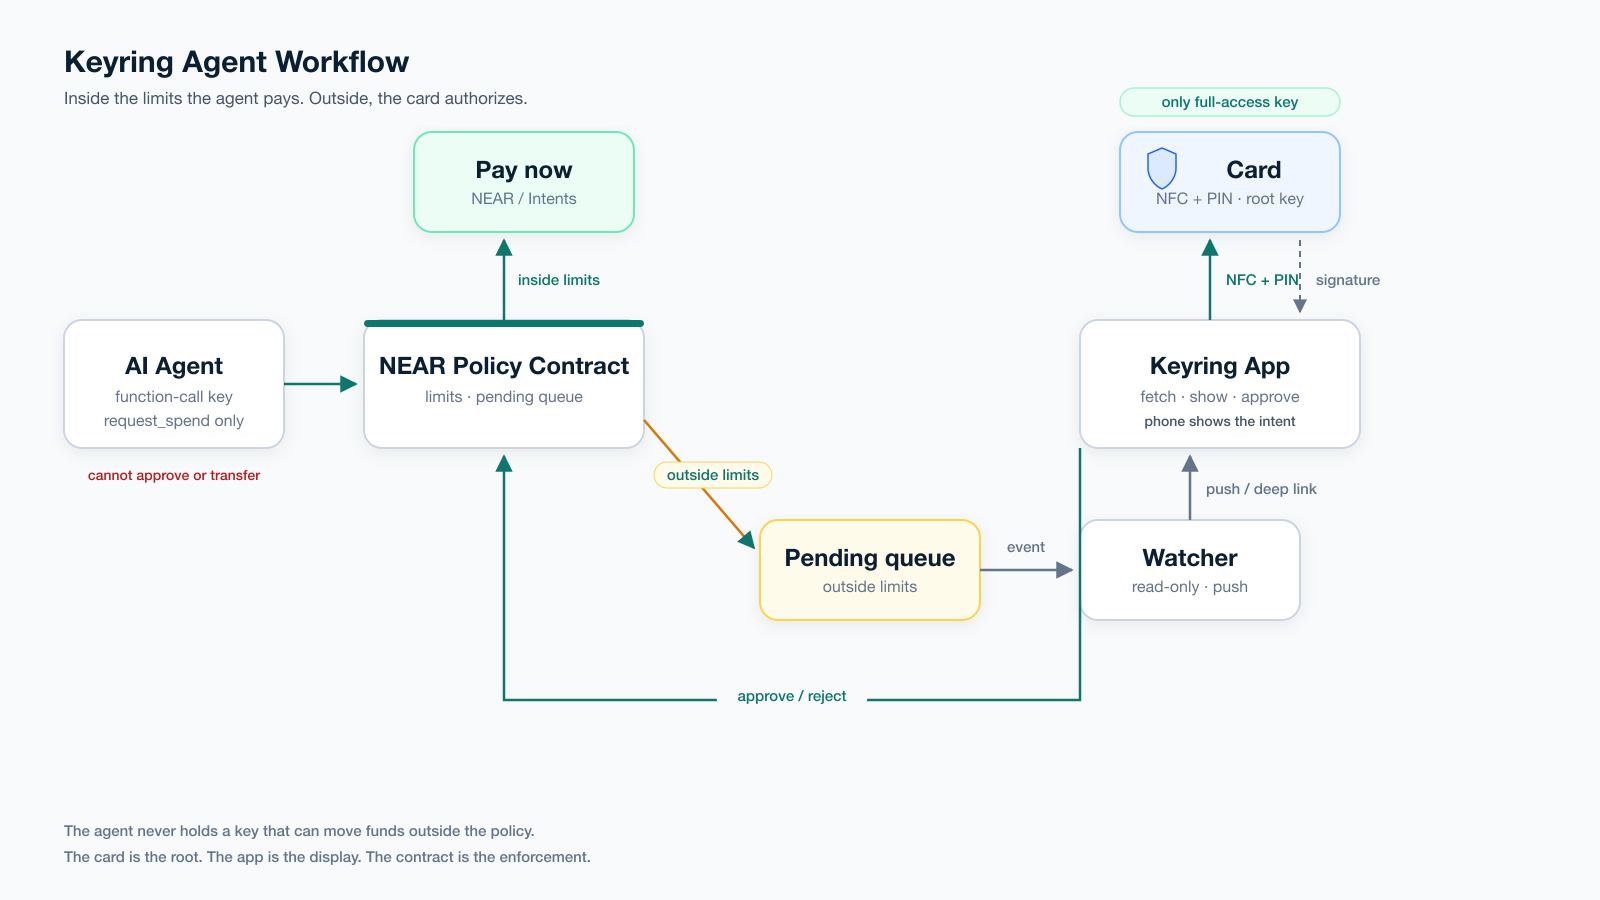 Keyring Agent Workflow
Inside the limits the agent pays. Outside, the card authorizes.
only full-access key
Pay now
NEAR / Intents
Card
NFC + PIN · root key
inside limits
NFC + PIN
signature
AI Agent
function-call key
request_spend only
cannot approve or transfer
NEAR Policy Contract
limits · pending queue
Keyring App
fetch · show · approve
phone shows the intent
outside limits
push / deep link
Pending queue
outside limits
event
Watcher
read-only · push
approve / reject
The agent never holds a key that can move funds outside the policy.
The card is the root. The app is the display. The contract is the enforcement.